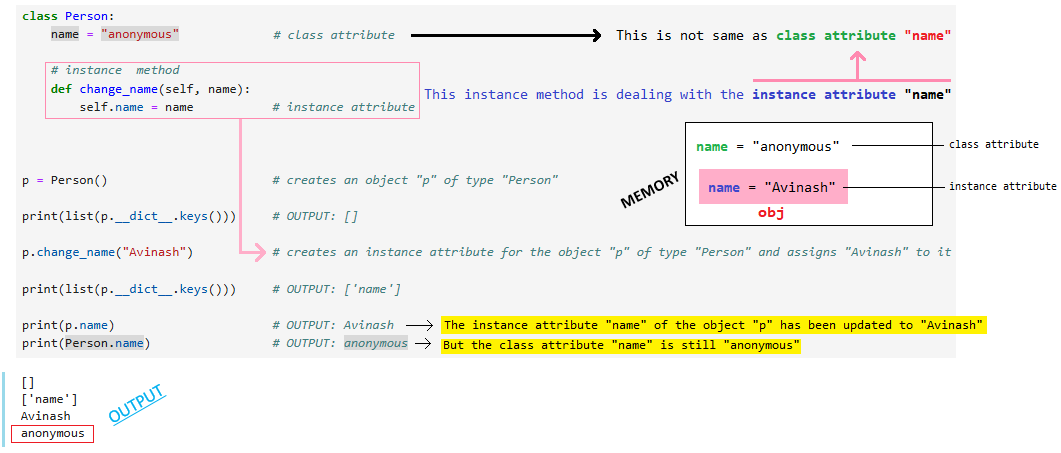 class Person:
name = "anonymous" # class attribute This is not same as class attribute "name"
# instance method
def change_name(self, name):
self.name = name # instance attribute
This instance method is dealing with the instance attribute "name"
name = "anonymous" class attribute
name = "Avinash" instance attribute
obj
MEMORY
p = Person() # creates an object "p" of type "Person"
print(list(p.__dict__.keys())) # OUTPUT: []
p.change_name("Avinash") # creates an instance attribute for the object "p" of type "Person" and assigns "Avinash" to it
print(list(p.__dict__.keys())) # OUTPUT: ['name']
print(p.name) # OUTPUT: Avinash The instance attribute "name" of the object "p" has been updated to "Avinash"
print(Person.name) # OUTPUT: anonymous But the class attribute "name" is still "anonymous"
[]
['name']
Avinash
anonymous
OUTPUT